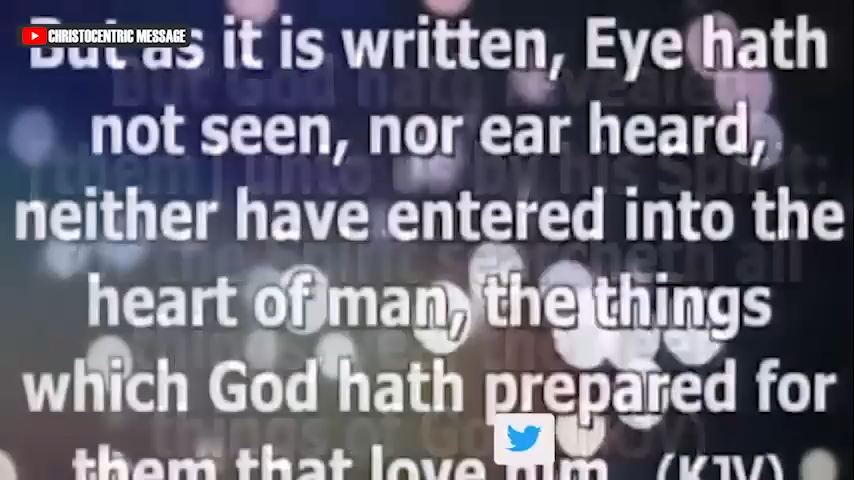 CHRISTOCENTRIC MESSAGE
But as it is written, Eye hath
not seen, nor ear heard,
neither have entered into the
heart of man, the things
which God hath prepared for
them that love him. (KJV)